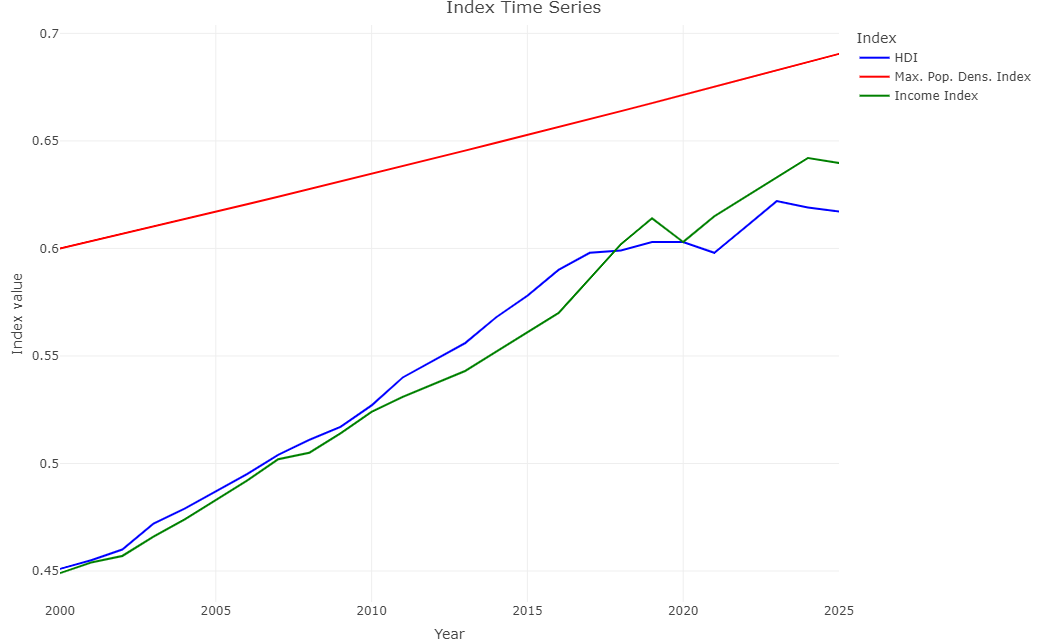 Index Time Series
Index
HDI
Max. Pop. Dens. Index
Income Index
Index value
0.7
0.65
0.6
0.55
0.5
0.45
2000
2005
2010
2015
2020
2025
Year